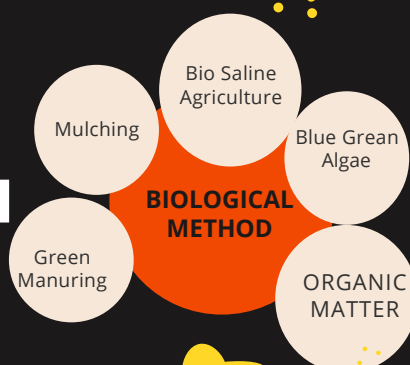 Bio Saline
Agriculture
Mulching
Blue Grean
Algae
BIOLOGICAL
METHOD
Green
Manuring
ORGANIC
MATTER